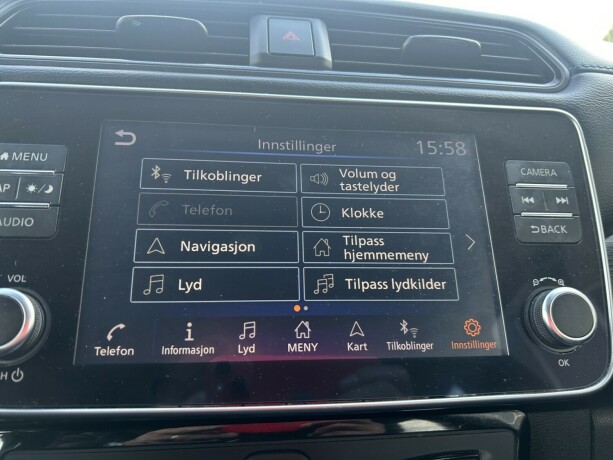 Innstillinger 15:58
MENU
Tilkoblinger
Volum og
tastelyder
CAMERA
AP
Telefon
Klokke
AUDIO
Navigasjon
Tilpass
hjemmemeny
BACK
Lyd
Tilpass lydkilder
VOL
Telefon Informasjon Lyd MENY Kart Tilkoblinger Innstillinger
OK